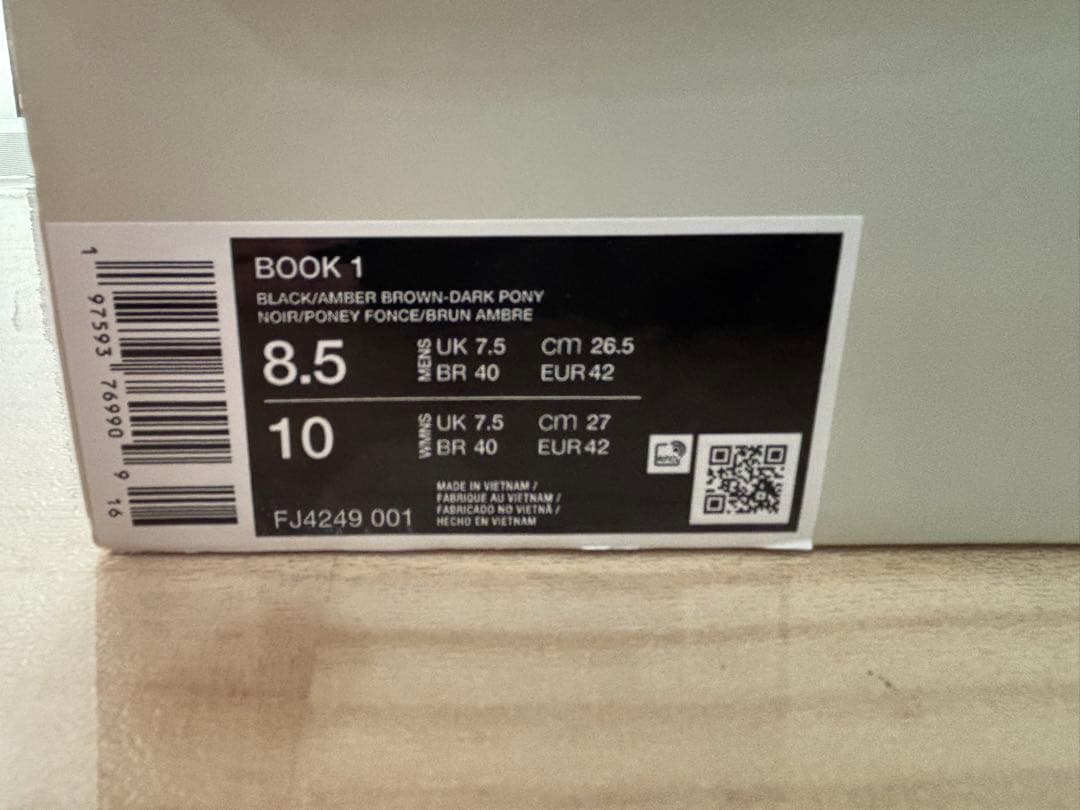 BOOK 1
BLACK/AMBER BROWN-DARK PONY
NOIR/PONEY FONCE/BRUN AMBRE
8.5 MENS UK 7.5 cm 26.5
BR 40 EUR 42
10 WMNS UK 7.5 cm 27
BR 40 EUR 42
MADE IN VIETNAM /
FABRIQUE AU VIETNAM /
FABRICADO NO VIETNÃ /
HECHO EN VIETNAM
FJ4249 001
1 97593 76990 9 16